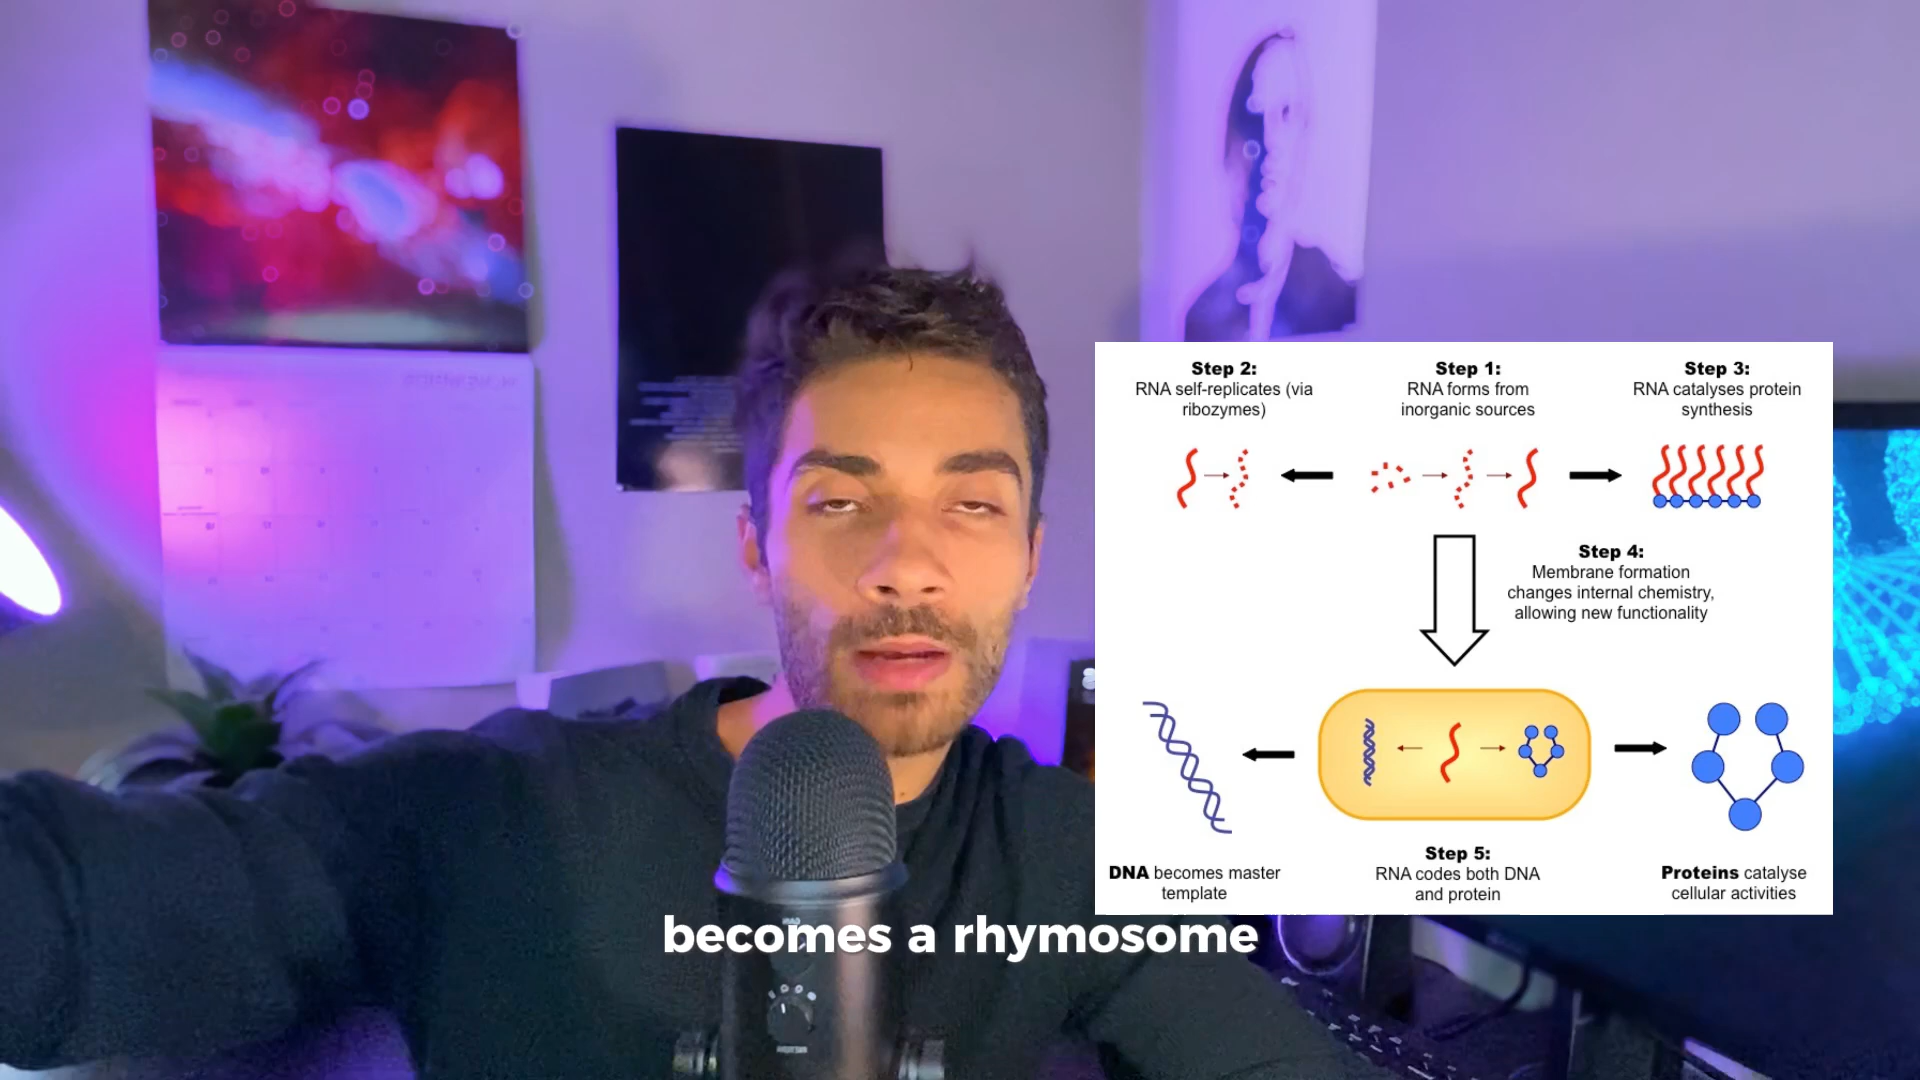 Step 2:
RNA self-replicates (via
ribozymes)
Step 1:
RNA forms from
inorganic sources
Step 3:
RNA catalyses protein
synthesis
Step 4:
Membrane formation
changes internal chemistry,
allowing new functionality
DNA becomes master
template
Step 5:
RNA codes both DNA
and protein
Proteins catalyse
cellular activities
becomes a rhymosome